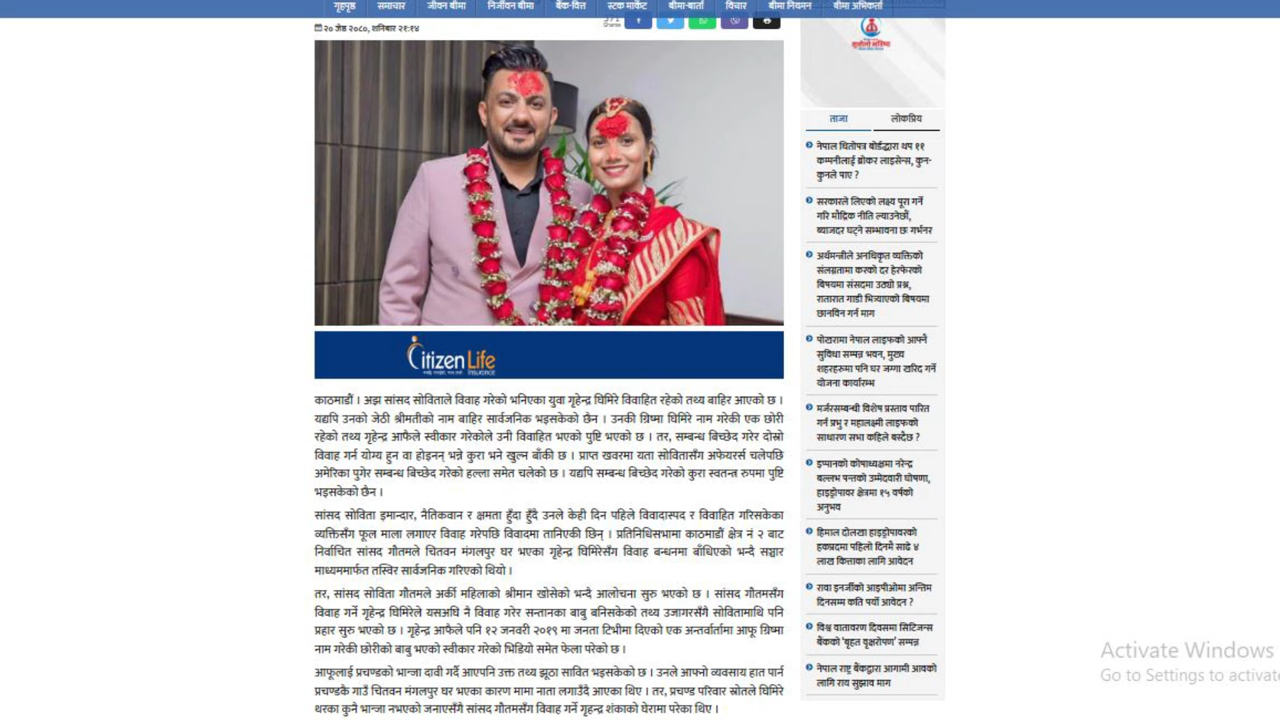 गृहपृष्ठ समाचार जीवन बीमा निर्जीवन बीमा बैंक-वित्त स्टक मार्केट बीमा-बार्ता विचार बीमा नियमन बीमा अभिकर्ता
२० जेष्ठ २०८०, शनिबार २१:१४
Shares
सुरक्षित भविष्य
ताजा लोकप्रिय
नेपाल धितोपत्र बोर्डद्धारा थप ११
कम्पनीलाई ब्रोकर लाइसेन्स, कुन-
कुनले पाए ?
सरकारले लिएको लक्ष्य पूरा गर्ने
गरि मौद्रिक नीति ल्याउनेछौं,
ब्याजदर घट्ने सम्भावना छः गर्भनर
अर्थमन्त्रीले अनधिकृत व्यक्तिको
संलग्नतामा करको दर हेरफेरको
बिषयमा संसदमा उठ्यो प्रश्न,
रातारात गाडी भित्र्याएको बिषयमा
छानविन गर्न माग
पोखरामा नेपाल लाइफको आफ्नै
सुविधा सम्पन्न भवन, मुख्य
शहरहरुमा पनि घर जग्गा खरिद गर्ने
योजना कार्यारम्भ
मर्जरसम्बन्धी विशेष प्रस्ताव पारित
गर्न प्रभु र महालक्ष्मी लाइफको
साधारण सभा कहिले बस्दैछ ?
इप्पानको कोषाध्यक्षमा नरेन्द्र
बल्लभ पन्तको उम्मेदवारी घोषणा,
हाइड्रोपावर क्षेत्रमा १५ वर्षको
अनुभव
हिमाल दोलखा हाइड्रोपावरको
हकप्रदमा पहिलो दिनमै साढे ४
लाख कित्ताका लागि आवेदन
रावा इनर्जीको आइपीओमा अन्तिम
दिनसम्म कति पर्यो आवेदन ?
विश्व वातावरण दिवसमा सिटिजन्स
बैंकको 'बृहत वृक्षरोपण' सम्पन्न
नेपाल राष्ट्र बैंकद्वारा आगामी आवको
लागि राय सुझाव माग
Citizen Life
Insurance
काठमाडौं । अझ सांसद सोविताले विवाह गरेको भनिएका युवा गृहेन्द्र घिमिरे विवाहित रहेको तथ्य बाहिर आएको छ ।
यद्यपि उनको जेठी श्रीमतीको नाम बाहिर सार्वजनिक भइसकेको छैन । उनकी ग्रिष्मा घिमिरे नाम गरेकी एक छोरी
रहेको तथ्य गृहेन्द्र आफैले स्वीकार गरेकोले उनी विवाहित भएको पुष्टि भएको छ । तर, सम्बन्ध बिच्छेद गरेर दोस्रो
विवाह गर्न योग्य हुन वा होइनन् भन्ने कुरा भने खुल्न बाँकी छ । प्राप्त खवरमा यता सोवितासँग अफेयर्स चलेपछि
अमेरिका पुगेर सम्बन्ध बिच्छेद गरेको हल्ला समेत चलेको छ । यद्यपि सम्बन्ध बिच्छेद गरेको कुरा स्वतन्त्र रुपमा पुष्टि
भइसकेको छैन ।
सांसद सोविता इमान्दार, नैतिकवान र क्षमता हुँदा हुँदै उनले केही दिन पहिले विवादास्पद र विवाहित गरिसकेका
व्यक्तिसँग फूल माला लगाएर विवाह गरेपछि विवादमा तानिएकी छिन् । प्रतिनिधिसभामा काठमाडौं क्षेत्र नं २ बाट
निर्वाचित सांसद गौतमले चितवन मंगलपुर घर भएका गृहेन्द्र घिमिरेसँग विवाह बन्धनमा बाँधिएको भन्दै सञ्चार
माध्यममार्फत तस्विर सार्वजनिक गरिएको थियो ।
तर, सांसद सोविता गौतमले अर्की महिलाको श्रीमान खोसेको भन्दै आलोचना सुरु भएको छ । सांसद गौतमसँग
विवाह गर्ने गृहेन्द्र घिमिरेले यसअघि नै विवाह गरेर सन्तानका बाबु बनिसकेको तथ्य उजागरसँगै सोवितामाथि पनि
प्रहार सुरु भएको छ । गृहेन्द्र आफैले पनि १२ जनवरी २०१९ मा जनता टिभीमा दिएको एक अन्तर्वार्तामा आफू ग्रिष्मा
नाम गरेकी छोरीको बाबु भएको स्वीकार गरेको भिडियो समेत फेला परेको छ ।
आफूलाई प्रचण्डको भान्जा दावी गर्दै आएपनि उक्त तथ्य झूठा सावित भइसकेको छ । उनले आफ्नो व्यवसाय हात पार्न
प्रचण्डकै गाउँ चितवन मंगलपुर घर भएका कारण मामा नाता लगाउँदै आएका थिए । तर, प्रचण्ड परिवार स्रोतले घिमिरे
थरका कुनै भान्जा नभएको जनाएसँगै सांसद गौतमसँग विवाह गर्ने गृहन्द्र शंकाको घेरामा परेका थिए ।
Activate Windows
Go to Settings to activate